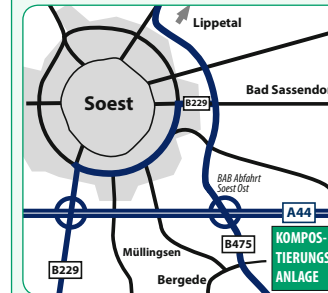 Lippetal
Bad Sassendor
Soest
B229
BAB Abfahrt
Soest Ost
A44
B475
KOMPOS-
TIERUNGS
ANLAGE
Müllingsen
B229
Bergede